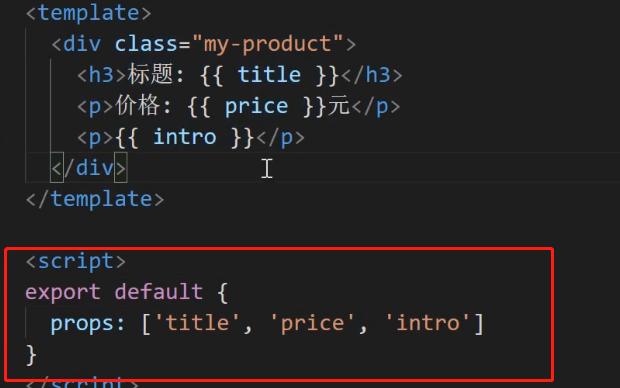 <template>
<div class="my-product">
<h3>标题: {{ title }}</h3>
<p>价格: {{ price }}元</p>
<p>{{ intro }}</p>
</div>
</template>
<script>
export default {
props: ['title', 'price', 'intro']
}
</script>